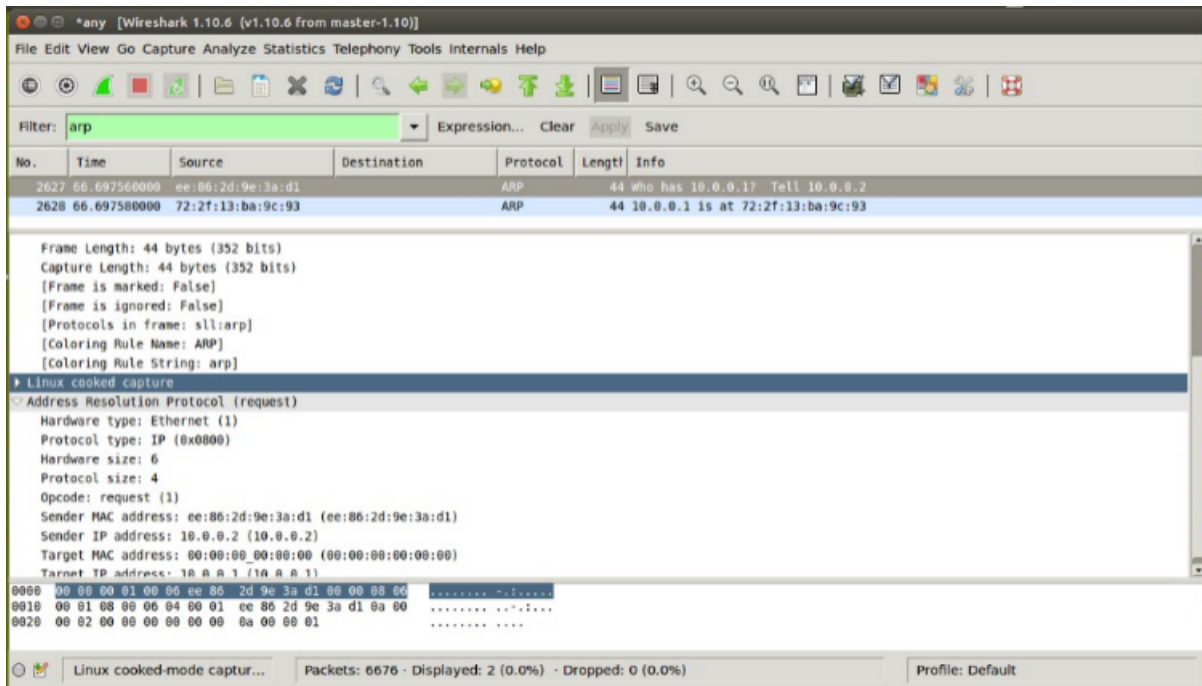 *any [Wireshark 1.10.6 (v1.10.6 from master-1.10)]
File Edit View Go Capture Analyze Statistics Telephony Tools Internals Help
Filter: arp Expression... Clear Apply Save
No. Time Source Destination Protocol Length Info
2627 66.697560000 ee:86:2d:9e:3a:d1 ARP 44 Who has 10.0.0.1? Tell 10.0.0.2
2628 66.697580000 72:2f:13:ba:9c:93 ARP 44 10.0.0.1 is at 72:2f:13:ba:9c:93
Frame Length: 44 bytes (352 bits)
Capture Length: 44 bytes (352 bits)
[Frame is marked: False]
[Frame is ignored: False]
[Protocols in frame: sll:arp]
[Coloring Rule Name: ARP]
[Coloring Rule String: arp]
Linux cooked capture
Address Resolution Protocol (request)
Hardware type: Ethernet (1)
Protocol type: IP (0x0800)
Hardware size: 6
Protocol size: 4
Opcode: request (1)
Sender MAC address: ee:86:2d:9e:3a:d1 (ee:86:2d:9e:3a:d1)
Sender IP address: 10.0.0.2 (10.0.0.2)
Target MAC address: 00:00:00_00:00:00 (00:00:00:00:00:00)
Target IP address: 10.0.0.1 (10.0.0.1)
0000 00 00 00 01 00 06 ee 86 2d 9e 3a d1 00 00 08 06 ........ -.:.....
0010 00 01 08 00 06 04 00 01 ee 86 2d 9e 3a d1 0a 00 ........ ..-.:...
0020 00 02 00 00 00 00 00 00 0a 00 00 01 ........ ....
Linux cooked-mode captur... Packets: 6676 · Displayed: 2 (0.0%) · Dropped: 0 (0.0%) Profile: Default